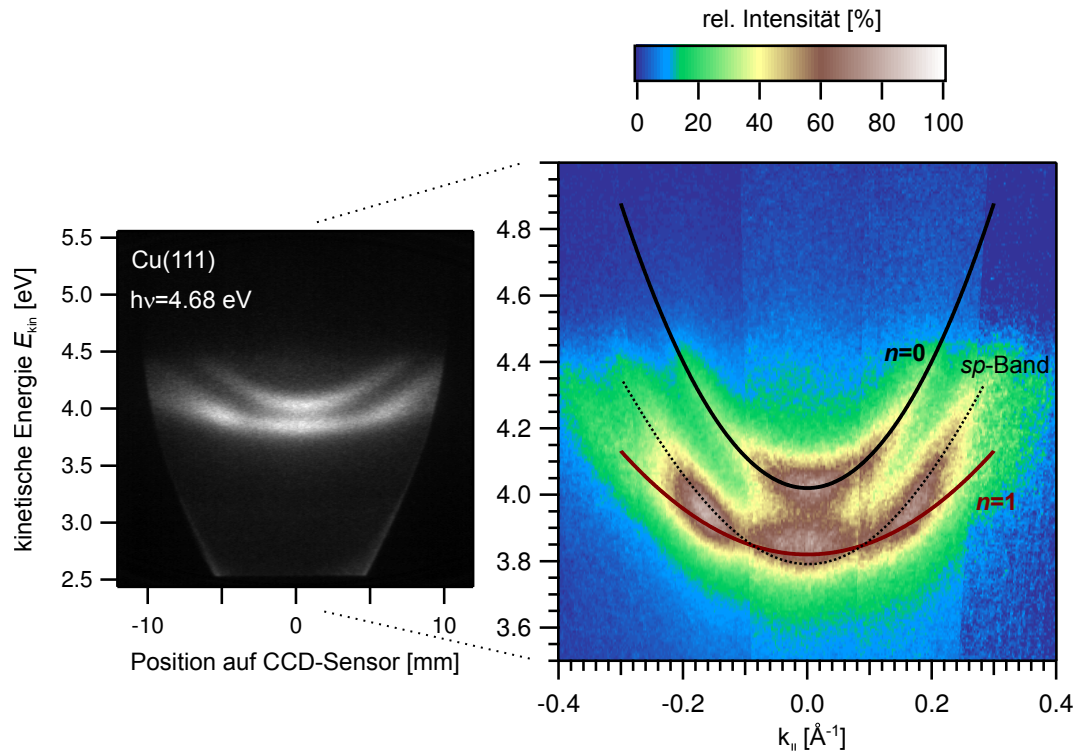 rel. Intensität [%]
0 20 40 60 80 100
kinetische Energie Ekin [eV]
5.5
5.0
4.5
4.0
3.5
3.0
2.5
Cu(111)
hν=4.68 eV
-10 0 10
Position auf CCD-Sensor [mm]
4.8
4.6
4.4
4.2
4.0
3.8
3.6
n=0
sp-Band
n=1
-0.4 -0.2 0.0 0.2 0.4
k|| [Å-1]